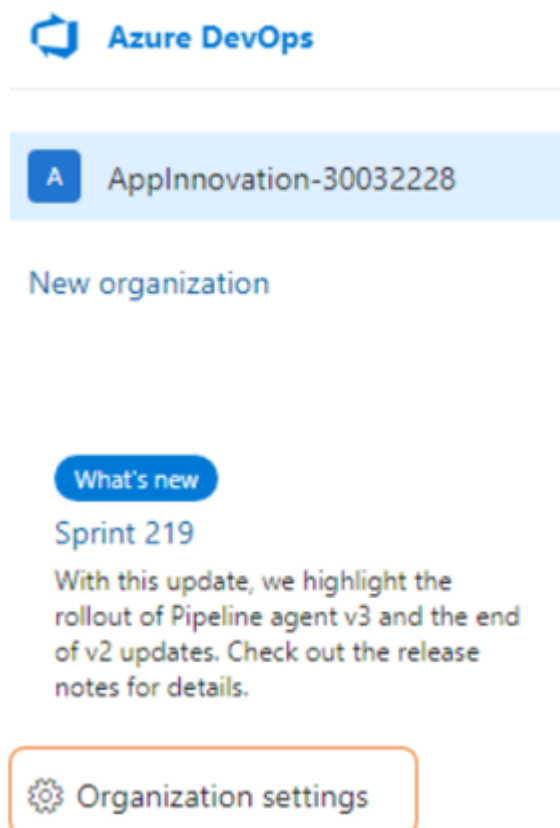 Azure DevOps
A
AppInnovation-30032228
New organization
What's new
Sprint 219
With this update, we highlight the
rollout of Pipeline agent v3 and the end
of v2 updates. Check out the release
notes for details.
Organization settings